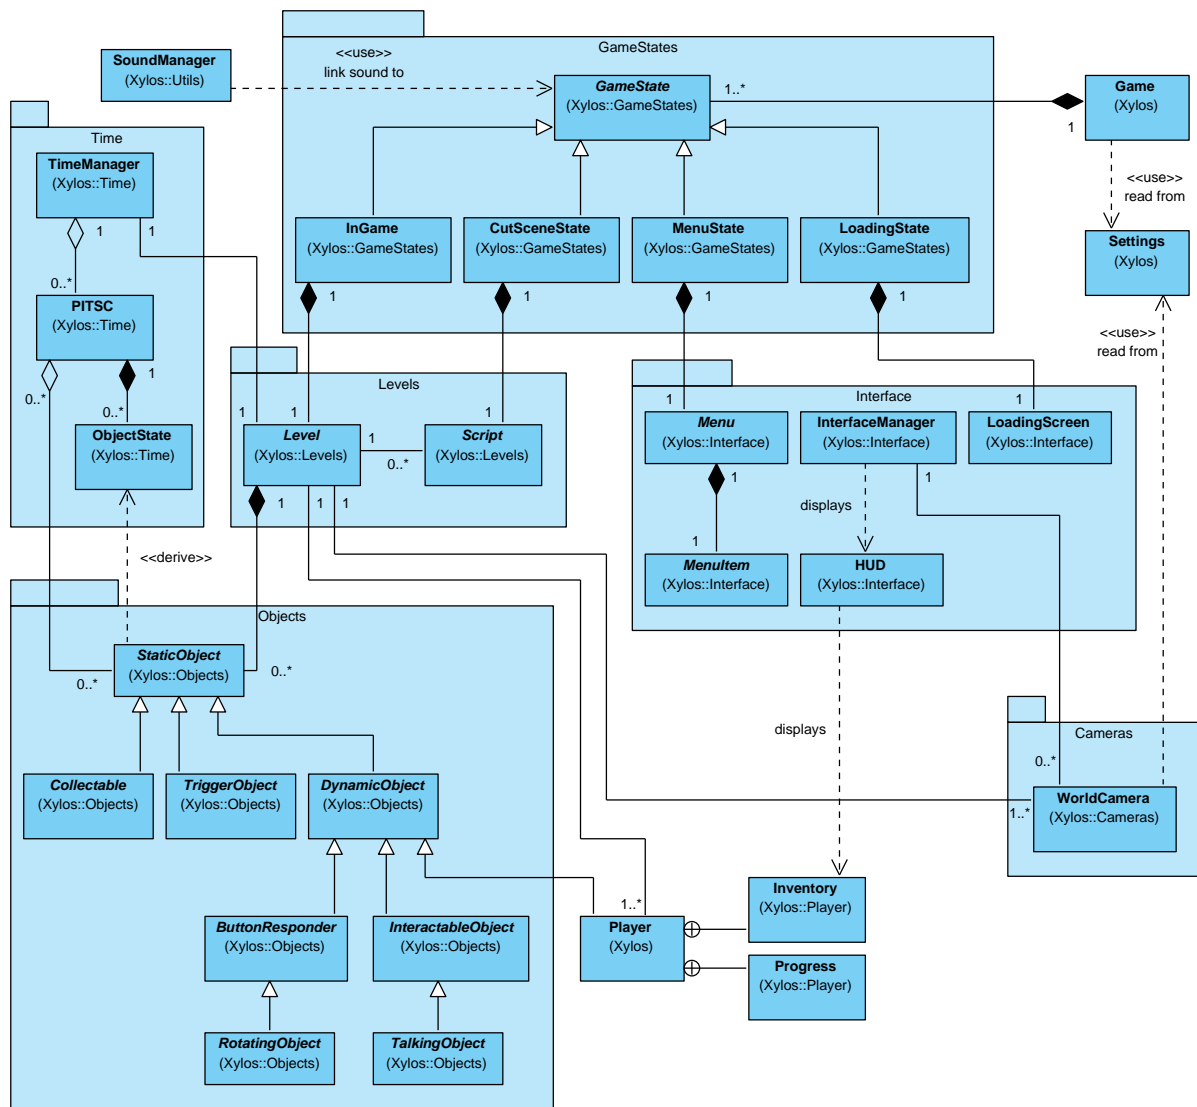 GameStates
SoundManager
(Xylos::Utils)
<<use>>
link sound to
GameState
(Xylos::GameStates)
1..*
1
Game
(Xylos)
<<use>>
read from
Settings
(Xylos)
<<use>>
read from
Time
TimeManager
(Xylos::Time)
1
1
0..*
PITSC
(Xylos::Time)
0..*
1
0..*
ObjectState
(Xylos::Time)
<<derive>>
InGame
(Xylos::GameStates)
1
CutSceneState
(Xylos::GameStates)
1
MenuState
(Xylos::GameStates)
1
LoadingState
(Xylos::GameStates)
1
Levels
1
1
1
Level
(Xylos::Levels)
1
0..*
Script
(Xylos::Levels)
1
1
1
Interface
1
1
Menu
(Xylos::Interface)
1
InterfaceManager
(Xylos::Interface)
1
LoadingScreen
(Xylos::Interface)
displays
1
MenuItem
(Xylos::Interface)
HUD
(Xylos::Interface)
displays
Objects
StaticObject
(Xylos::Objects)
0..*
0..*
Collectable
(Xylos::Objects)
TriggerObject
(Xylos::Objects)
DynamicObject
(Xylos::Objects)
Cameras
0..*
1..*
WorldCamera
(Xylos::Cameras)
ButtonResponder
(Xylos::Objects)
InteractableObject
(Xylos::Objects)
1..*
Player
(Xylos)
Inventory
(Xylos::Player)
Progress
(Xylos::Player)
RotatingObject
(Xylos::Objects)
TalkingObject
(Xylos::Objects)